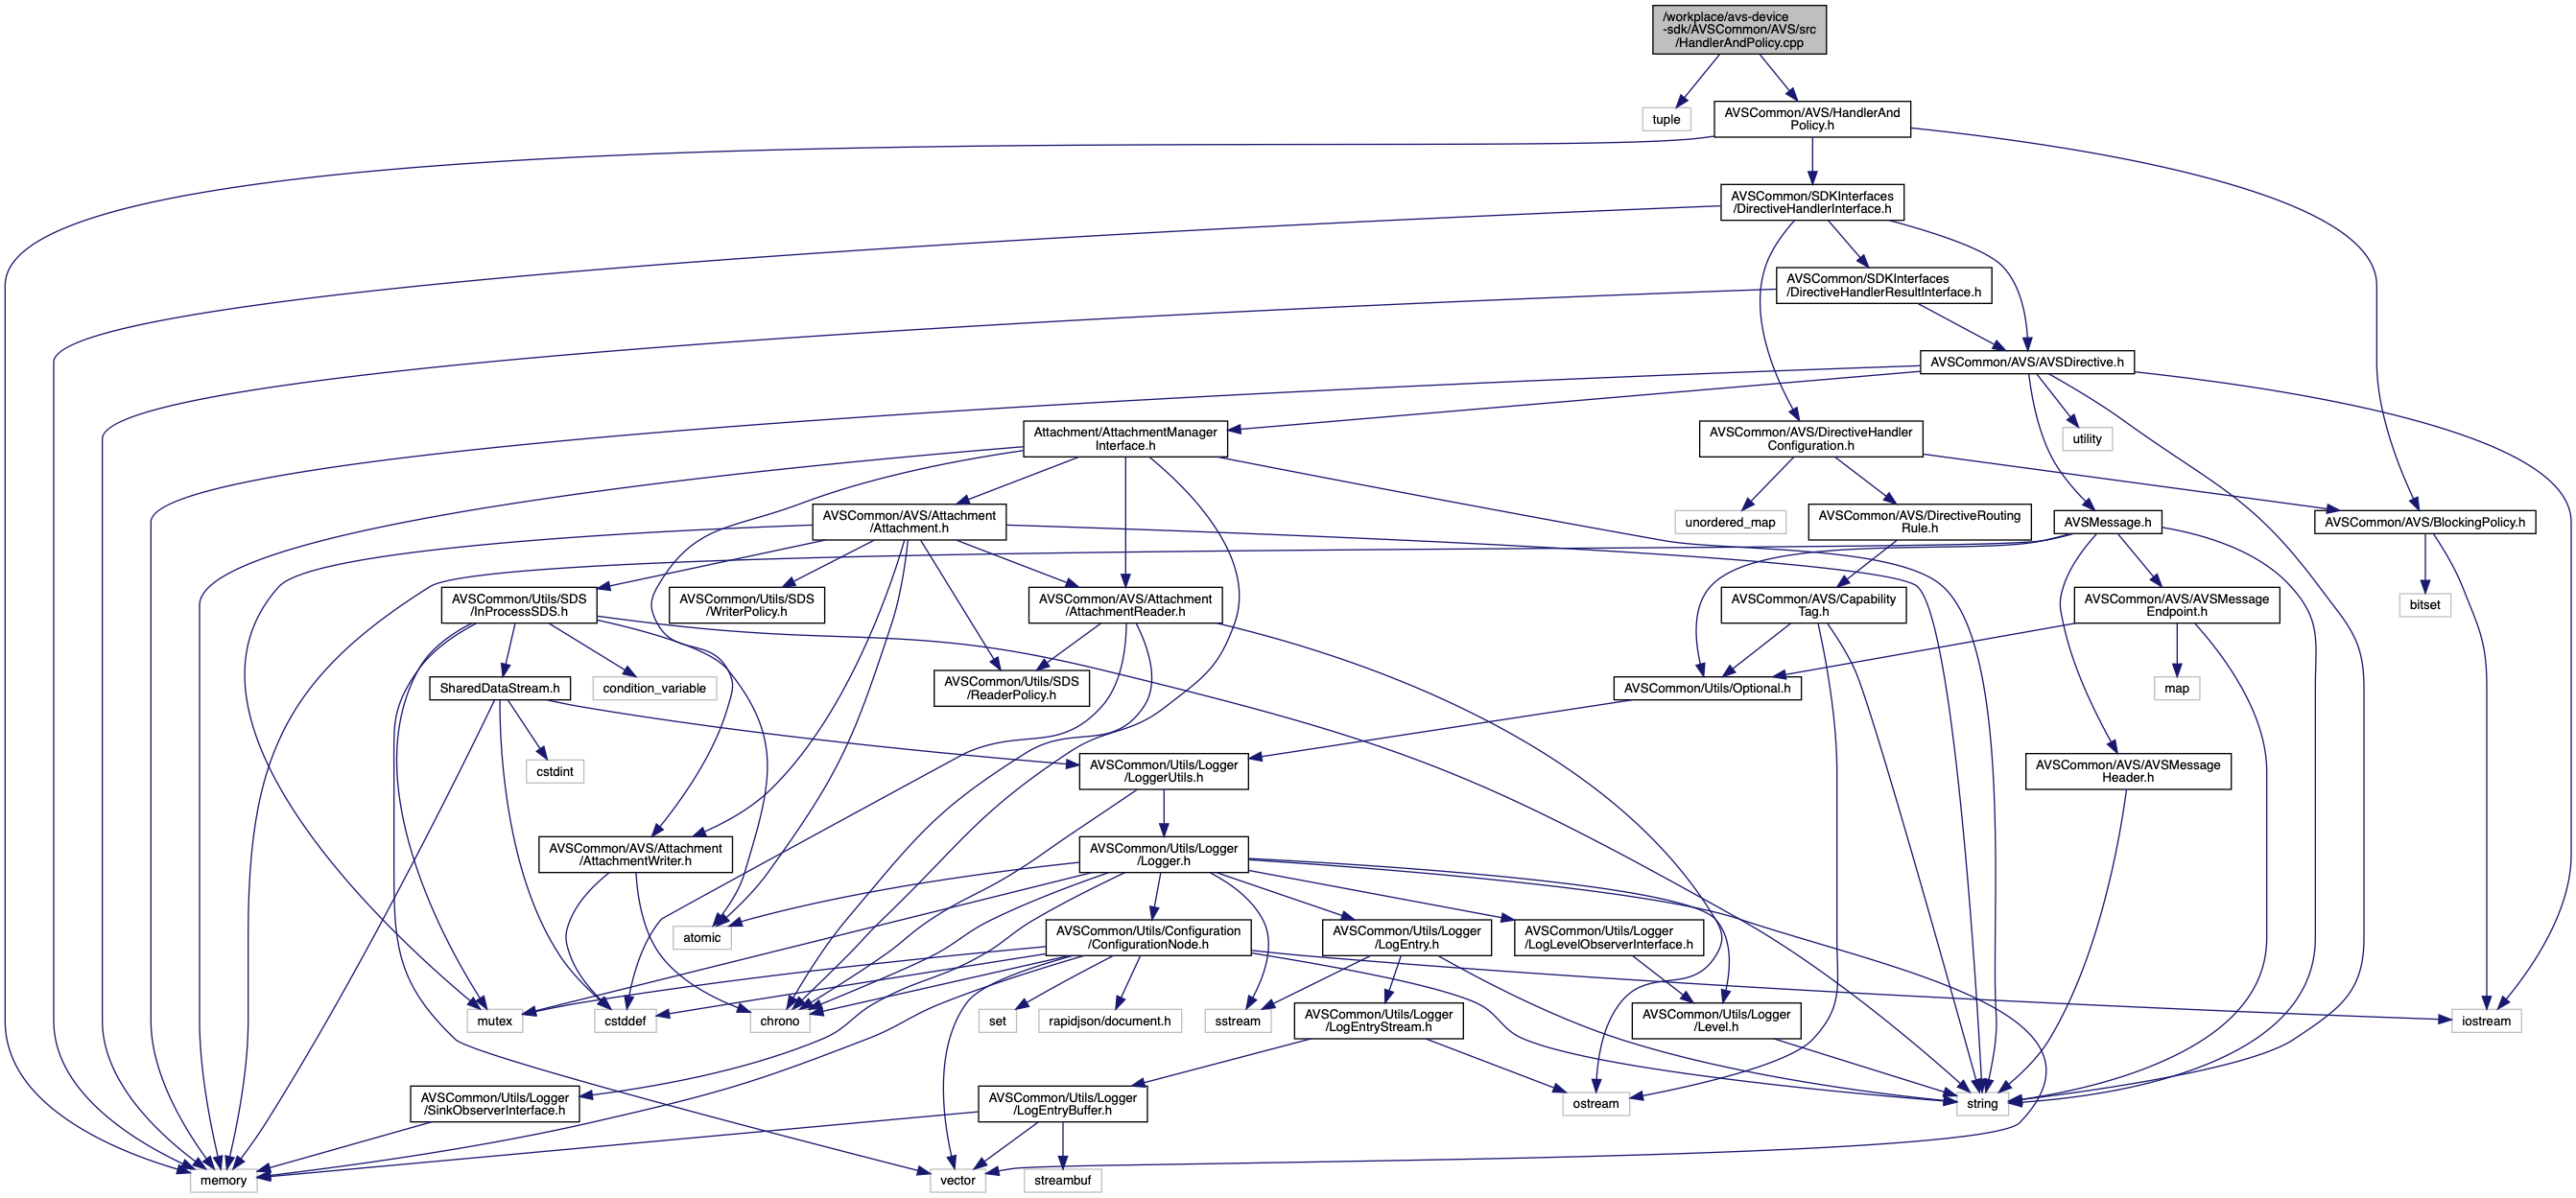 /workplace/avs-device
-sdk/AVSCommon/AVS/src
/HandlerAndPolicy.cpp
tuple
AVSCommon/AVS/HandlerAnd
Policy.h
AVSCommon/SDKInterfaces
/DirectiveHandlerInterface.h
AVSCommon/SDKInterfaces
/DirectiveHandlerResultInterface.h
AVSCommon/AVS/AVSDirective.h
Attachment/AttachmentManager
Interface.h
AVSCommon/AVS/DirectiveHandler
Configuration.h
utility
AVSCommon/AVS/Attachment
/Attachment.h
unordered_map
AVSCommon/AVS/DirectiveRouting
Rule.h
AVSMessage.h
AVSCommon/AVS/BlockingPolicy.h
AVSCommon/Utils/SDS
/InProcessSDS.h
AVSCommon/Utils/SDS
/WriterPolicy.h
AVSCommon/AVS/Attachment
/AttachmentReader.h
AVSCommon/AVS/Capability
Tag.h
AVSCommon/AVS/AVSMessage
Endpoint.h
bitset
SharedDataStream.h
condition_variable
AVSCommon/Utils/SDS
/ReaderPolicy.h
AVSCommon/Utils/Optional.h
map
cstdint
AVSCommon/Utils/Logger
/LoggerUtils.h
AVSCommon/AVS/AVSMessage
Header.h
AVSCommon/AVS/Attachment
/AttachmentWriter.h
AVSCommon/Utils/Logger
/Logger.h
atomic
AVSCommon/Utils/Configuration
/ConfigurationNode.h
AVSCommon/Utils/Logger
/LogEntry.h
AVSCommon/Utils/Logger
/LogLevelObserverInterface.h
mutex
cstddef
chrono
set
rapidjson/document.h
sstream
AVSCommon/Utils/Logger
/LogEntryStream.h
AVSCommon/Utils/Logger
/Level.h
iostream
AVSCommon/Utils/Logger
/SinkObserverInterface.h
AVSCommon/Utils/Logger
/LogEntryBuffer.h
ostream
string
memory
vector
streambuf